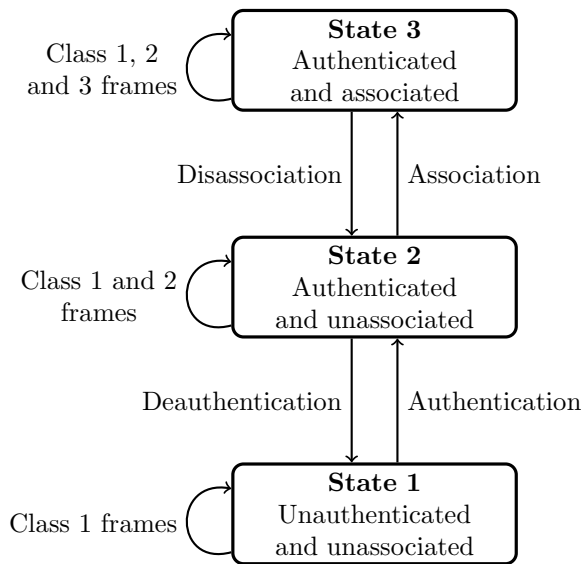 State 3
Authenticated
and associated
Class 1, 2
and 3 frames
Disassociation
Association
State 2
Authenticated
and unassociated
Class 1 and 2
frames
Deauthentication
Authentication
State 1
Unauthenticated
and unassociated
Class 1 frames